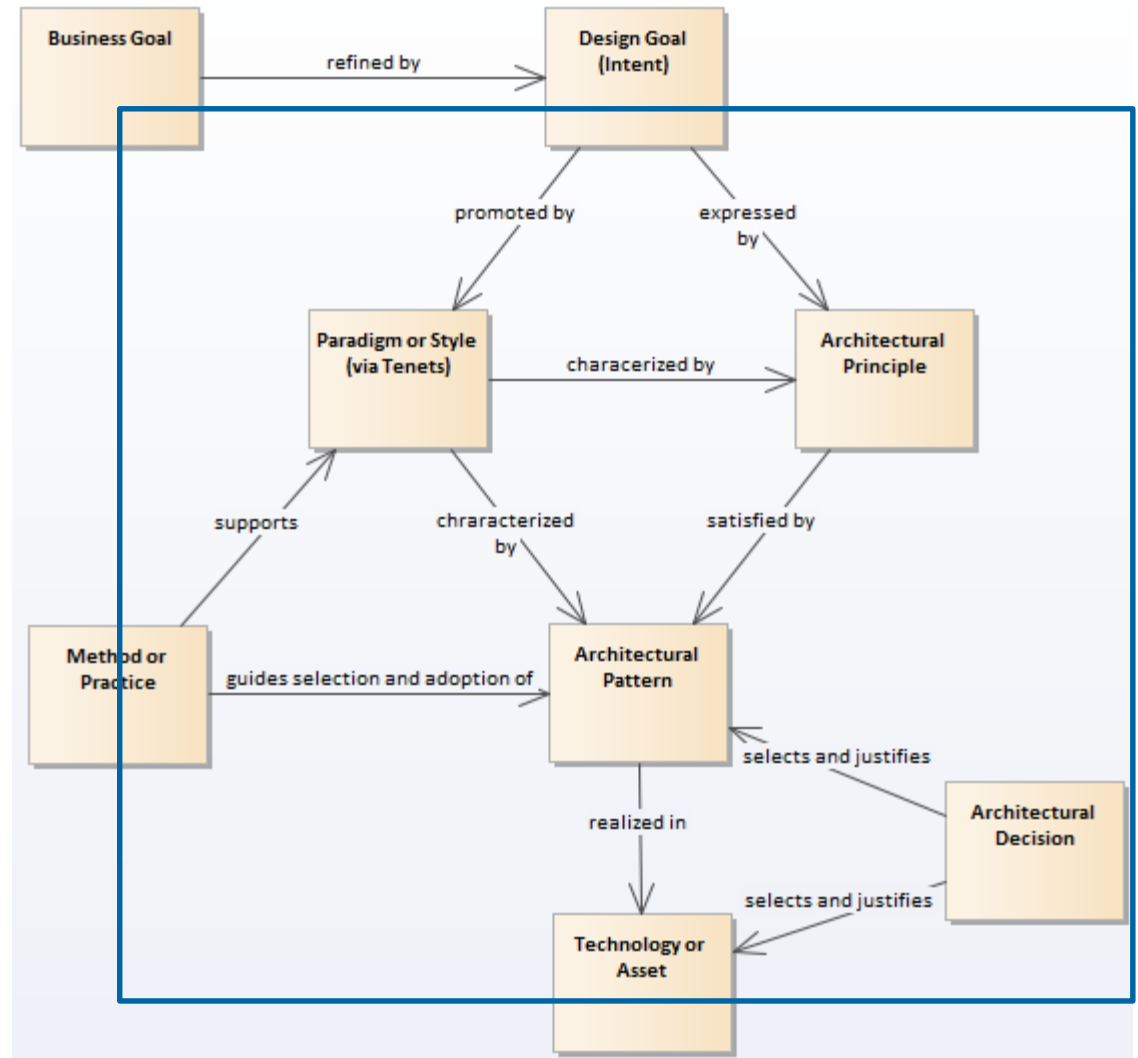 Business Goal
Design Goal
(Intent)
refined by
promoted by
expressed
by
Paradigm or Style
(via Tenets)
characerized by
Architectural
Principle
supports
chraracterized
by
satisfied by
Method or
Practice
guides selection and adoption of
Architectural
Pattern
selects and justifies
realized in
Architectural
Decision
selects and justifies
Technology or
Asset